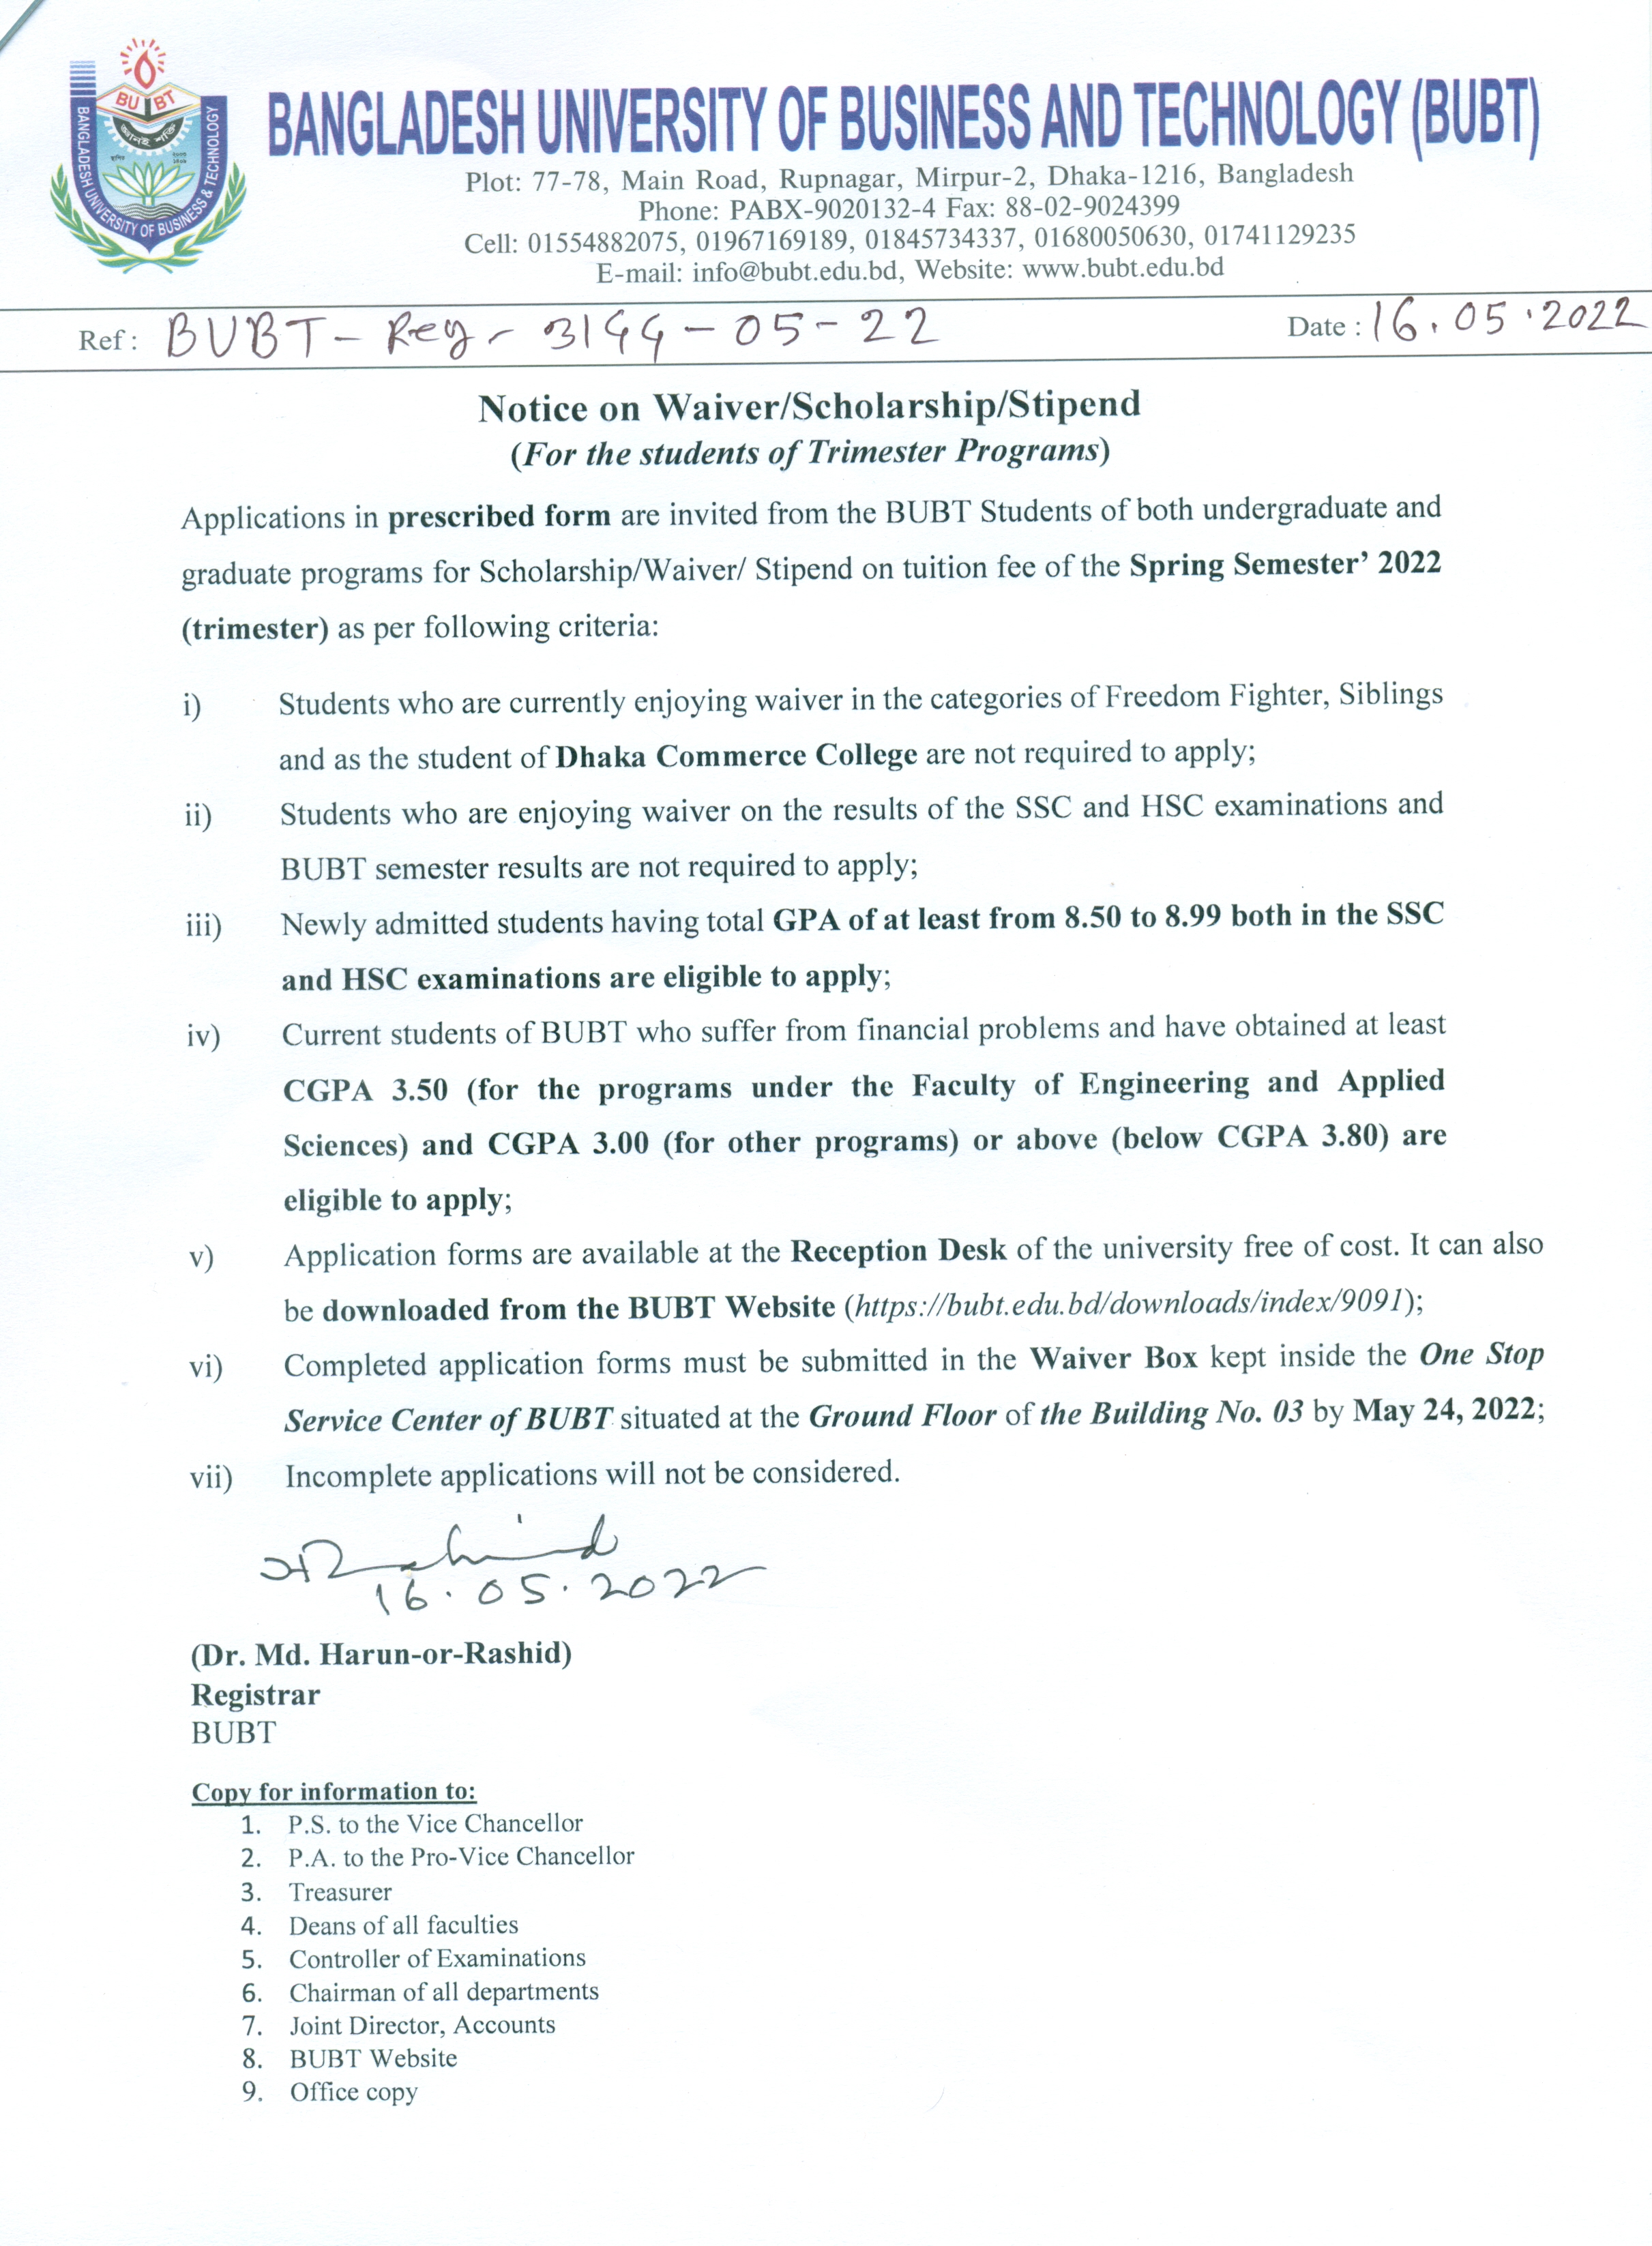 BUBT
জ্ঞানই শক্তি
BANGLADESH UNIVERSITY OF BUSINESS & TECHNOLOGY
BANGLADESH UNIVERSITY OF BUSINESS AND TECHNOLOGY (BUBT)
Plot: 77-78, Main Road, Rupnagar, Mirpur-2, Dhaka-1216, Bangladesh
Phone: PABX-9020132-4 Fax: 88-02-9024399
Cell: 01554882075, 01967169189, 01845734337, 01680050630, 01741129235
E-mail: info@bubt.edu.bd, Website: www.bubt.edu.bd
Ref : BUBT - Reg - 3144 - 05 - 22 Date : 16.05.2022
Notice on Waiver/Scholarship/Stipend
(For the students of Trimester Programs)
Applications in prescribed form are invited from the BUBT Students of both undergraduate and
graduate programs for Scholarship/Waiver/ Stipend on tuition fee of the Spring Semester’ 2022
(trimester) as per following criteria:
i) Students who are currently enjoying waiver in the categories of Freedom Fighter, Siblings
and as the student of Dhaka Commerce College are not required to apply;
ii) Students who are enjoying waiver on the results of the SSC and HSC examinations and
BUBT semester results are not required to apply;
iii) Newly admitted students having total GPA of at least from 8.50 to 8.99 both in the SSC
and HSC examinations are eligible to apply;
iv) Current students of BUBT who suffer from financial problems and have obtained at least
CGPA 3.50 (for the programs under the Faculty of Engineering and Applied
Sciences) and CGPA 3.00 (for other programs) or above (below CGPA 3.80) are
eligible to apply;
v) Application forms are available at the Reception Desk of the university free of cost. It can also
be downloaded from the BUBT Website (https://bubt.edu.bd/downloads/index/9091);
vi) Completed application forms must be submitted in the Waiver Box kept inside the One Stop
Service Center of BUBT situated at the Ground Floor of the Building No. 03 by May 24, 2022;
vii) Incomplete applications will not be considered.
16.05.2022
(Dr. Md. Harun-or-Rashid)
Registrar
BUBT
Copy for information to:
1. P.S. to the Vice Chancellor
2. P.A. to the Pro-Vice Chancellor
3. Treasurer
4. Deans of all faculties
5. Controller of Examinations
6. Chairman of all departments
7. Joint Director, Accounts
8. BUBT Website
9. Office copy